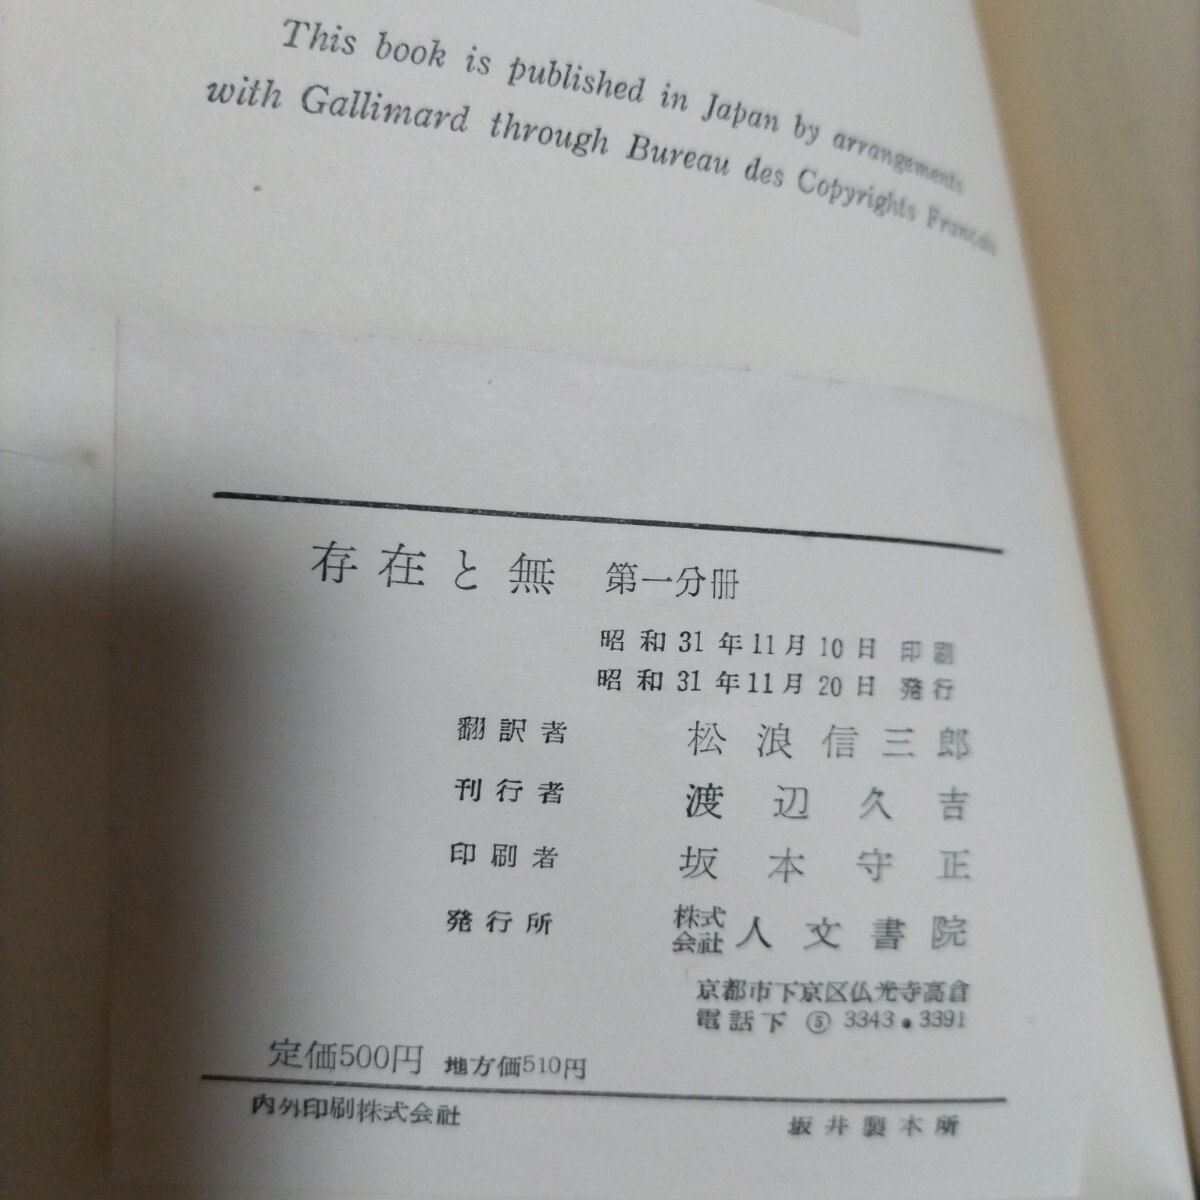 This book is published in Japan by arrangements
with Gallimard through Bureau des Copyrights Français
存在と無 第一分冊
昭和31年11月10日 印刷
昭和31年11月20日 発行
翻訳者 松浪信三郎
刊行者 渡辺久吉
印刷者 坂本守正
発行所 株式会社 人文書院
京都市下京区仏光寺高倉
電話下⑤3343・3391
定価500円 地方価510円
内外印刷株式会社 坂井製本所